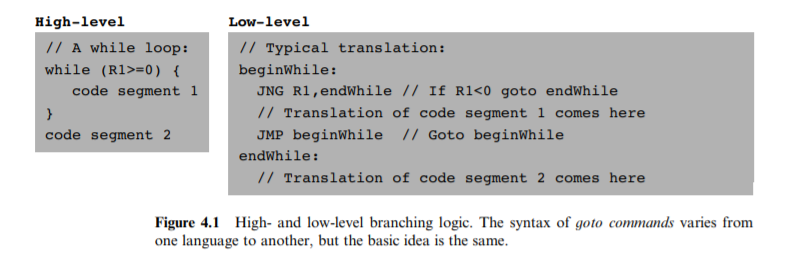 High-level
// A while loop:
while (R1>=0) {
code segment 1
}
code segment 2
Low-level
// Typical translation:
beginWhile:
JNG R1,endWhile // If R1<0 goto endWhile
// Translation of code segment 1 comes here
JMP beginWhile // Goto beginWhile
endWhile:
// Translation of code segment 2 comes here
Figure 4.1 High- and low-level branching logic. The syntax of goto commands varies from
one language to another, but the basic idea is the same.